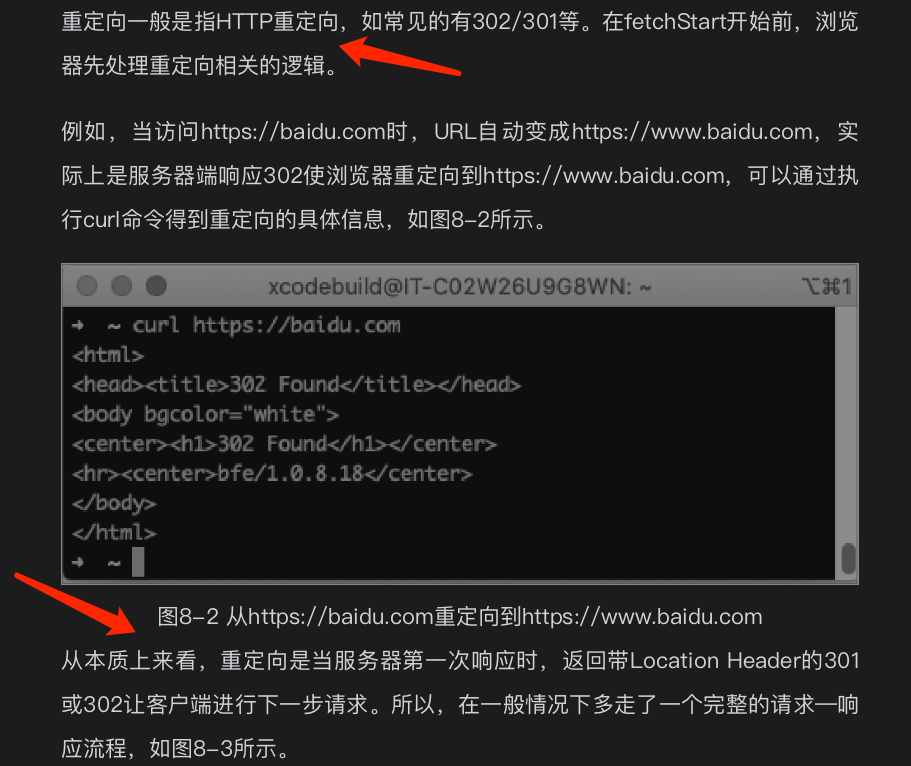 重定向一般是指HTTP重定向，如常见的有302/301等。在fetchStart开始前，浏览
器先处理重定向相关的逻辑。
例如，当访问https://baidu.com时，URL自动变成https://www.baidu.com，实
际上是服务器端响应302使浏览器重定向到https://www.baidu.com，可以通过执
行curl命令得到重定向的具体信息，如图8-2所示。
xcodebuild@IT-C02W26U9G8WN: ~ ⌥⌘1
➜ ~ curl https://baidu.com
<html>
<head><title>302 Found</title></head>
<body bgcolor="white">
<center><h1>302 Found</h1></center>
<hr><center>bfe/1.0.8.18</center>
</body>
</html>
➜ ~
图8-2 从https://baidu.com重定向到https://www.baidu.com
从本质上来看，重定向是当服务器第一次响应时，返回带Location Header的301
或302让客户端进行下一步请求。所以，在一般情况下多走了一个完整的请求—响
应流程，如图8-3所示。